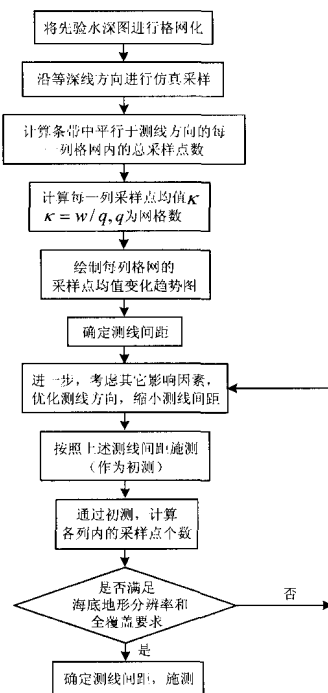 将先验水深图进行格网化
沿等深线方向进行仿真采样
计算条带中平行于测线方向的每
一列格网内的总采样点数
计算每一列采样点均值κ
κ = w / q, q为网格数
绘制每列格网的
采样点均值变化趋势图
确定测线间距
进一步，考虑其它影响因素，
优化测线方向，缩小测线间距
按照上述测线间距施测
（作为初测）
通过初测，计算
各列内的采样点个数
是否满足
海底地形分辨率和
全覆盖要求
否
是
确定测线间距，施测